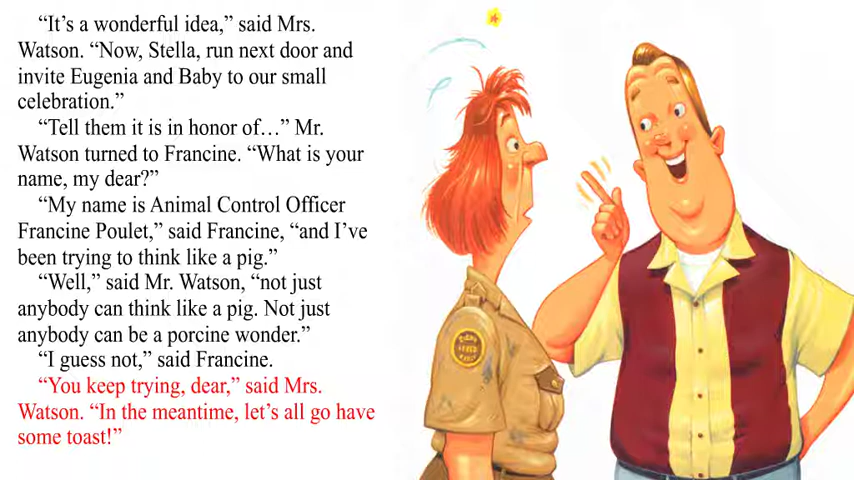 “It’s a wonderful idea,” said Mrs.
Watson. “Now, Stella, run next door and
invite Eugenia and Baby to our small
celebration.”
“Tell them it is in honor of…” Mr.
Watson turned to Francine. “What is your
name, my dear?”
“My name is Animal Control Officer
Francine Poulet,” said Francine, “and I’ve
been trying to think like a pig.”
“Well,” said Mr. Watson, “not just
anybody can think like a pig. Not just
anybody can be a porcine wonder.”
“I guess not,” said Francine.
“You keep trying, dear,” said Mrs.
Watson. “In the meantime, let’s all go have
some toast!”